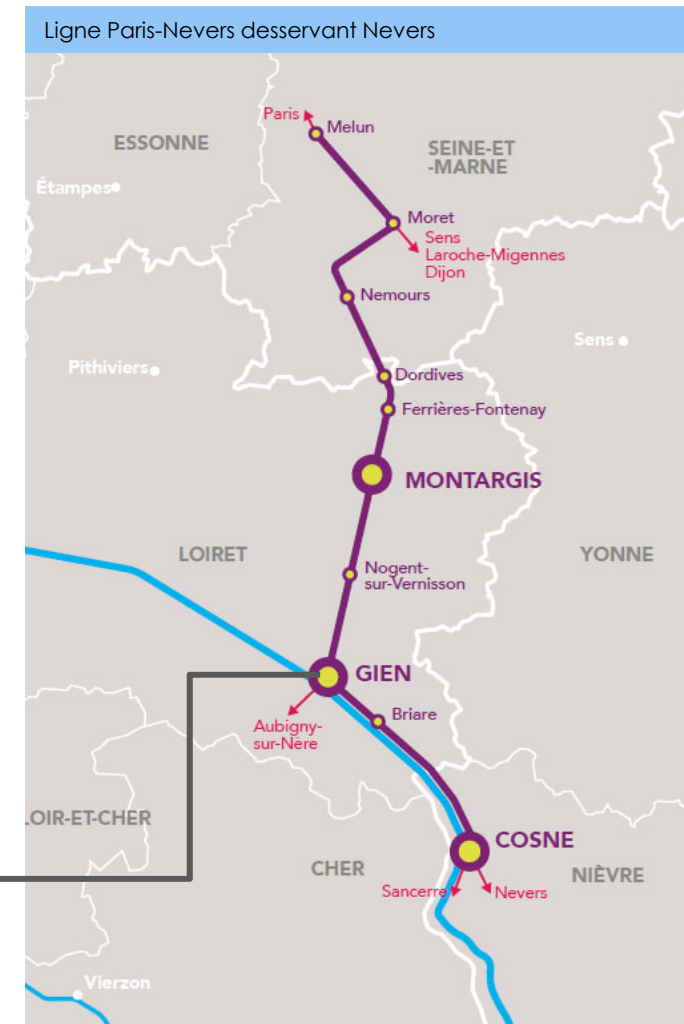 Ligne Paris-Nevers desservant Nevers
Paris
Melun
ESSONNE
SEINE-ET
-MARNE
Étampes
Moret
Sens
Laroche-Migennes
Dijon
Nemours
Sens
Pithiviers
Dordives
Ferrières-Fontenay
MONTARGIS
LOIRET
YONNE
Nogent-
sur-Vernisson
GIEN
Briare
Aubigny-
sur-Nère
LOIR-ET-CHER
COSNE
CHER
NIÈVRE
Sancerre
Nevers
Vierzon